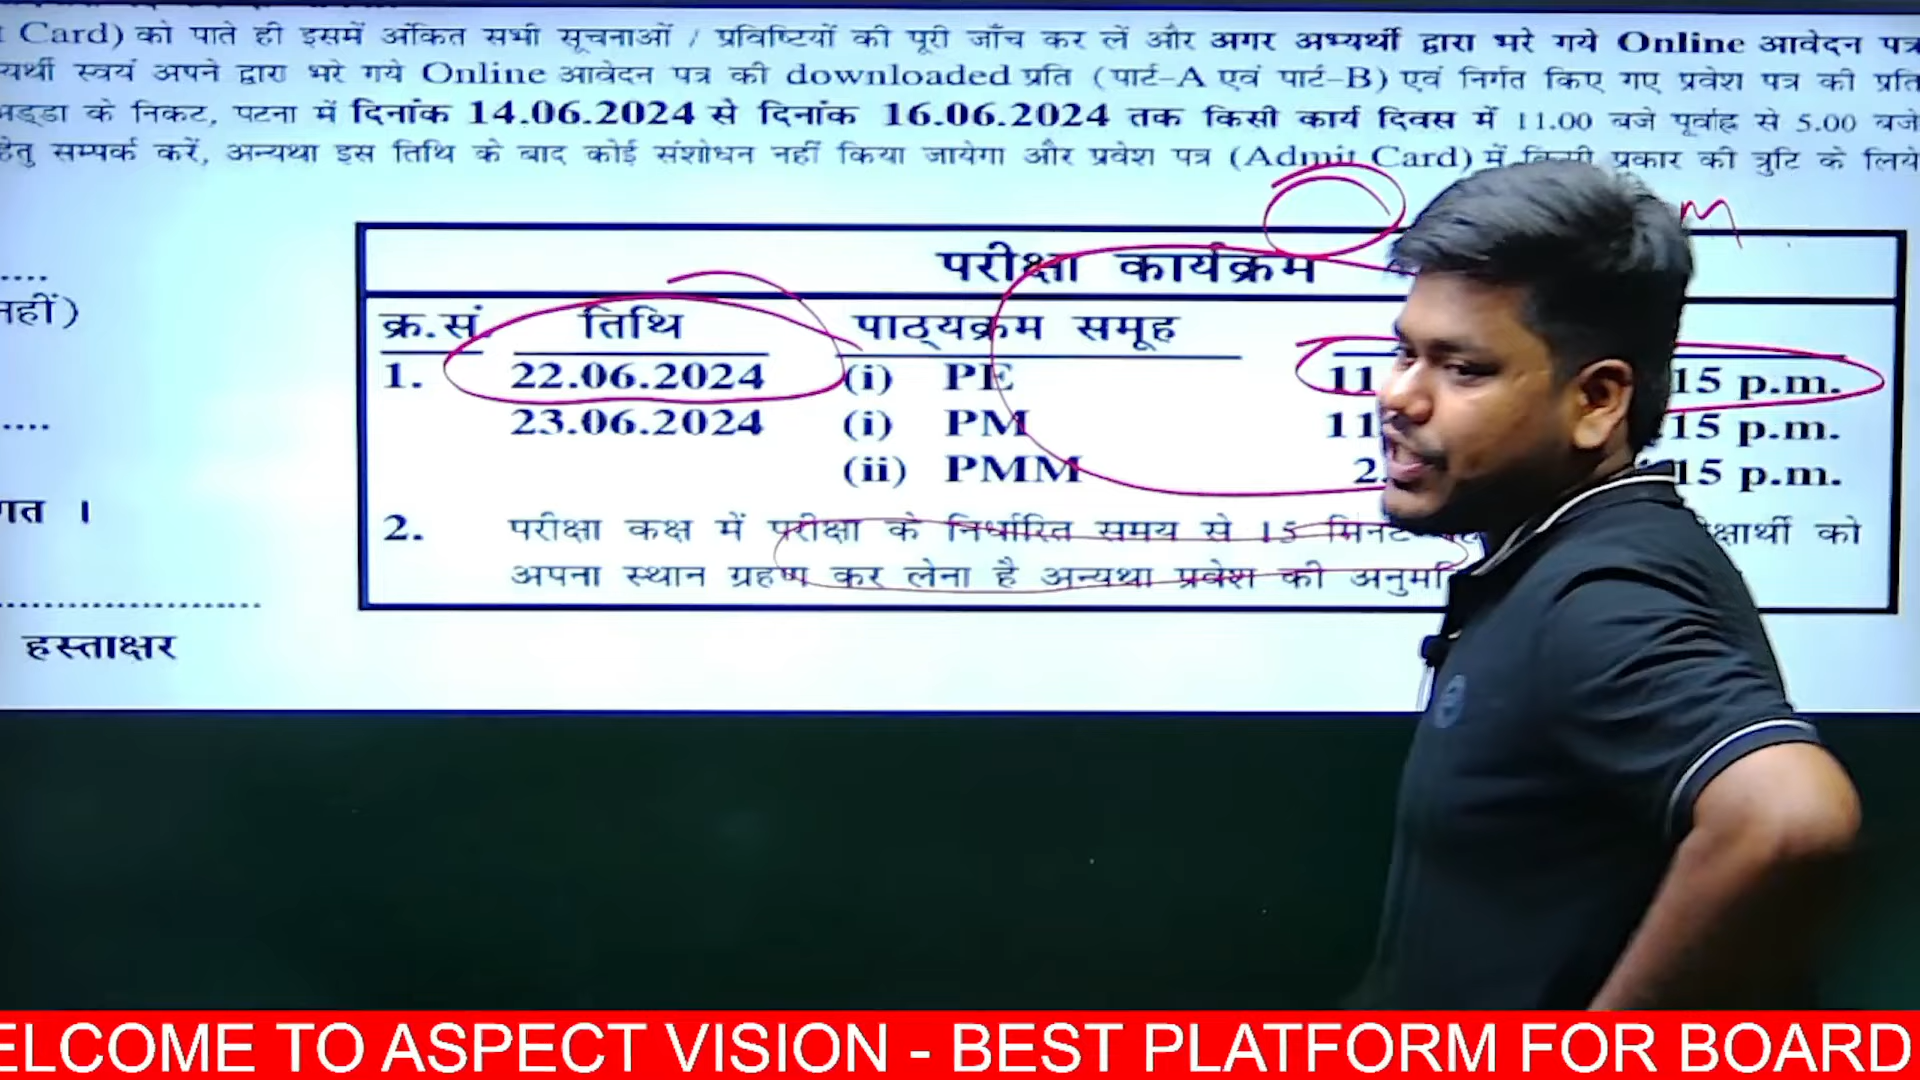 Card) को पाते ही इसमें अंकित सभी सूचनाओं / प्रविष्टियों की पूरी जाँच कर लें और अगर अभ्यर्थी द्वारा भरे गये Online आवेदन पत्र
स्वयं अपने द्वारा भरे गये Online आवेदन पत्र की downloaded प्रति (पार्ट-A एवं पार्ट-B) एवं निर्गत किए गए प्रवेश पत्र की प्रति
के निकट, पटना में दिनांक 14.06.2024 से दिनांक 16.06.2024 तक किसी कार्य दिवस में 11.00 बजे पूर्वाह्न से 5.00 बजे
हेतु सम्पर्क करें, अन्यथा इस तिथि के बाद कोई संशोधन नहीं किया जायेगा और प्रवेश पत्र (Admit Card) में किसी प्रकार की त्रुटि के लिये
M
....
नहीं)
....
हस्ताक्षर
परीक्षा कार्यक्रम
क्र.सं. तिथि पाठ्यक्रम समूह
1. 22.06.2024 (i) PE 11 15 p.m.
23.06.2024 (i) PM 11 15 p.m.
(ii) PMM 2. 15 p.m.
2. परीक्षा कक्ष में परीक्षा के निर्धारित समय से 15 मिनट को
अपना स्थान ग्रहण कर लेना है अन्यथा प्रवेश की
ELCOME TO ASPECT VISION - BEST PLATFORM FOR BOARD